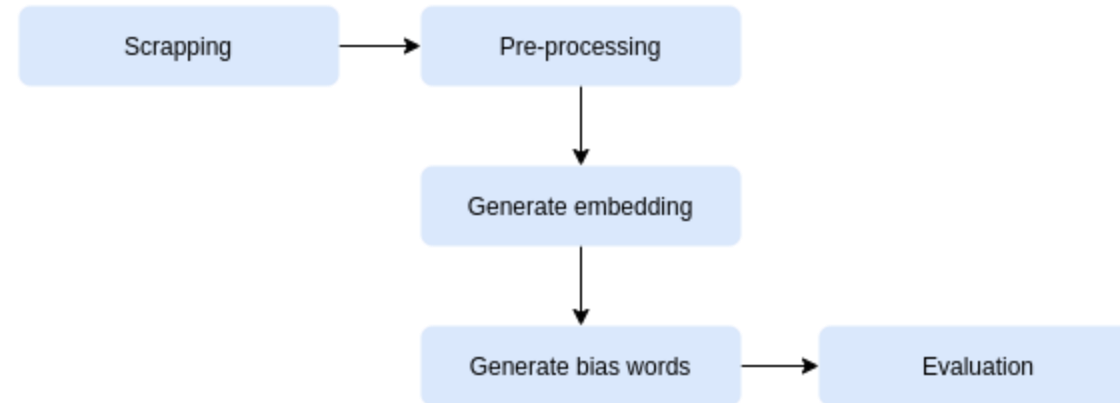 Scrapping
Pre-processing
Generate embedding
Generate bias words
Evaluation